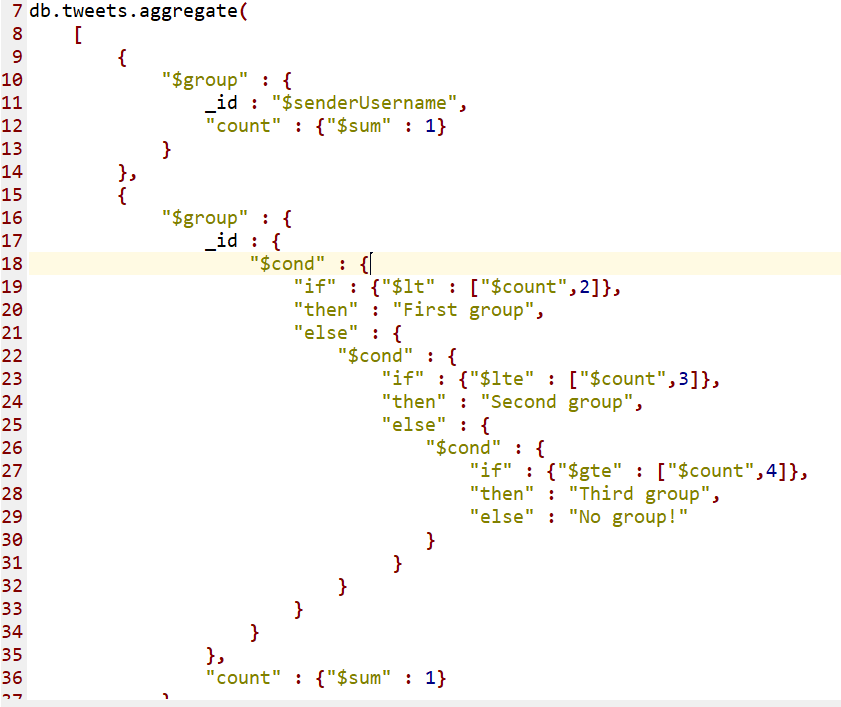 7 db.tweets.aggregate(
8     [
9         {
10             "$group" : {
11                 _id : "$senderUsername",
12                 "count" : {"$sum" : 1}
13             }
14         },
15         {
16             "$group" : {
17                 _id : {
18                     "$cond" : {
19                         "if" : {"$lt" : ["$count",2]},
20                         "then" : "First group",
21                         "else" : {
22                             "$cond" : {
23                                 "if" : {"$lte" : ["$count",3]},
24                                 "then" : "Second group",
25                                 "else" : {
26                                     "$cond" : {
27                                         "if" : {"$gte" : ["$count",4]},
28                                         "then" : "Third group",
29                                         "else" : "No group!"
30                                     }
31                                 }
32                             }
33                         }
34                     }
35                 },
36                 "count" : {"$sum" : 1}
37             }